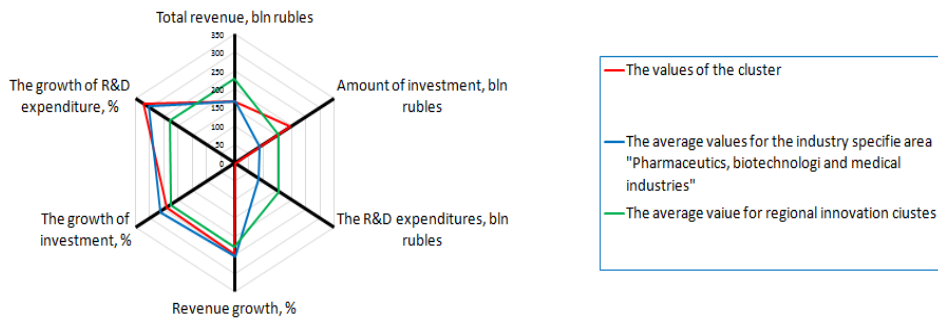 Total revenue, bln rubles
350
300
250
200
150
100
50
0
The growth of R&D
expenditure, %
Amount of investment, bln
rubles
The growth of
investment, %
The R&D expenditures, bln
rubles
Revenue growth, %
The values of the cluster
The average values for the industry specifie area
"Pharmaceutics, biotechnologi and medical
industries"
The average vaiue for regional innovation ciustes